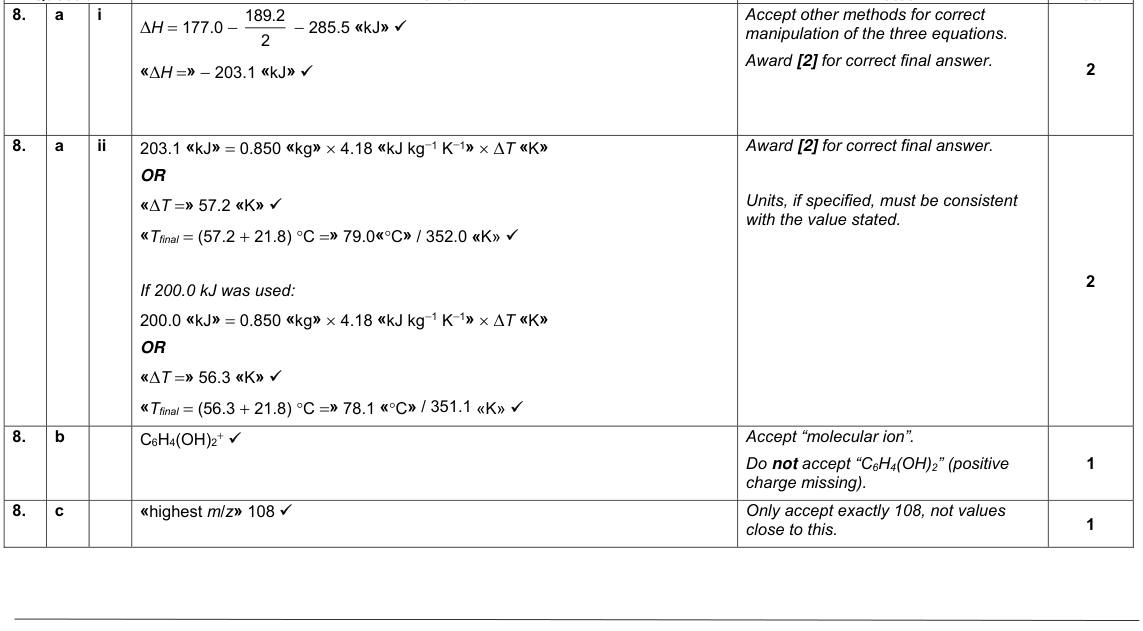 8. a i ΔH = 177.0 − 189.2/2 − 285.5 «kJ» ✓
«ΔH =» − 203.1 «kJ» ✓
Accept other methods for correct
manipulation of the three equations.
Award [2] for correct final answer.
2
8. a ii 203.1 «kJ» = 0.850 «kg» × 4.18 «kJ kg⁻¹ K⁻¹» × ΔT «K»
OR
«ΔT =» 57.2 «K» ✓
«Tfinal = (57.2 + 21.8) °C =» 79.0«°C» / 352.0 «K» ✓
If 200.0 kJ was used:
200.0 «kJ» = 0.850 «kg» × 4.18 «kJ kg⁻¹ K⁻¹» × ΔT «K»
OR
«ΔT =» 56.3 «K» ✓
«Tfinal = (56.3 + 21.8) °C =» 78.1 «°C» / 351.1 «K» ✓
Award [2] for correct final answer.
Units, if specified, must be consistent
with the value stated.
2
8. b C₆H₄(OH)₂⁺ ✓
Accept “molecular ion”.
Do not accept “C₆H₄(OH)₂” (positive
charge missing).
1
8. c «highest m/z» 108 ✓
Only accept exactly 108, not values
close to this.
1